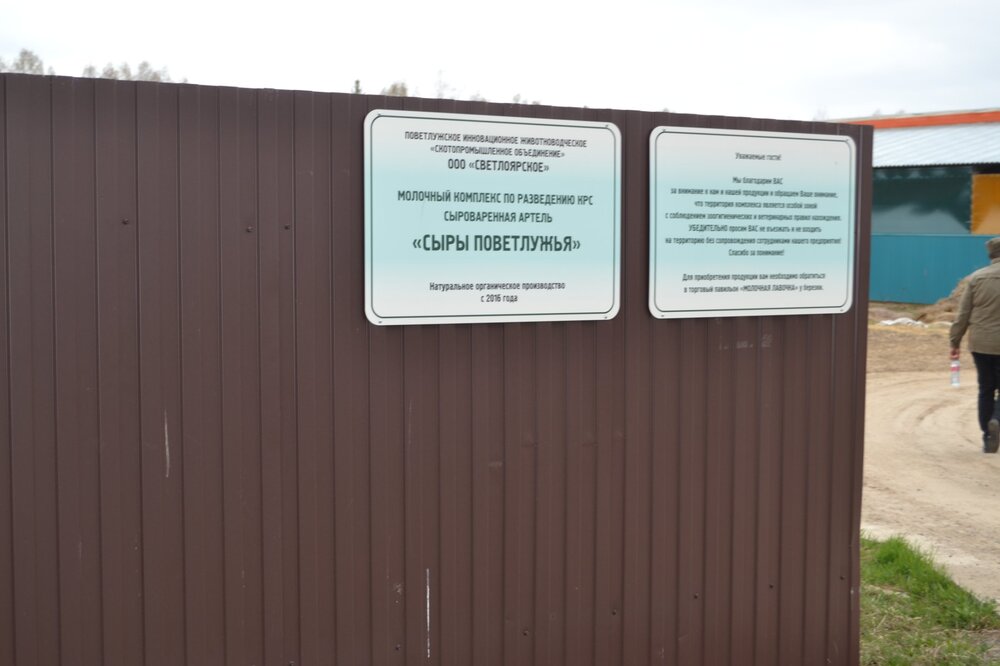 ПОВЕТЛУЖСКОЕ ИННОВАЦИОННОЕ ЖИВОТНОВОДЧЕСКОЕ
«СКОТОПРОМЫШЛЕННОЕ ОБЪЕДИНЕНИЕ»
ООО «СВЕТЛОЯРСКОЕ»
МОЛОЧНЫЙ КОМПЛЕКС ПО РАЗВЕДЕНИЮ КРС
СЫРОВАРЕННАЯ АРТЕЛЬ
«СЫРЫ ПОВЕТЛУЖЬЯ»
Натуральное органическое производство
с 2016 года
Уважаемые гости!
Мы благодарим ВАС
за внимание к нам и нашей продукции и обращаем Ваше внимание,
что территория комплекса является особой зоной
с соблюдением зоогигиенических и ветеринарных правил нахождения.
УБЕДИТЕЛЬНО просим ВАС не въезжать и не входить
на территорию без сопровождения сотрудниками нашего предприятия!
Спасибо за понимание!
Для приобретения продукции вам необходимо обратиться
в торговый павильон «МОЛОЧНАЯ ЛАВОЧКА» у березки.